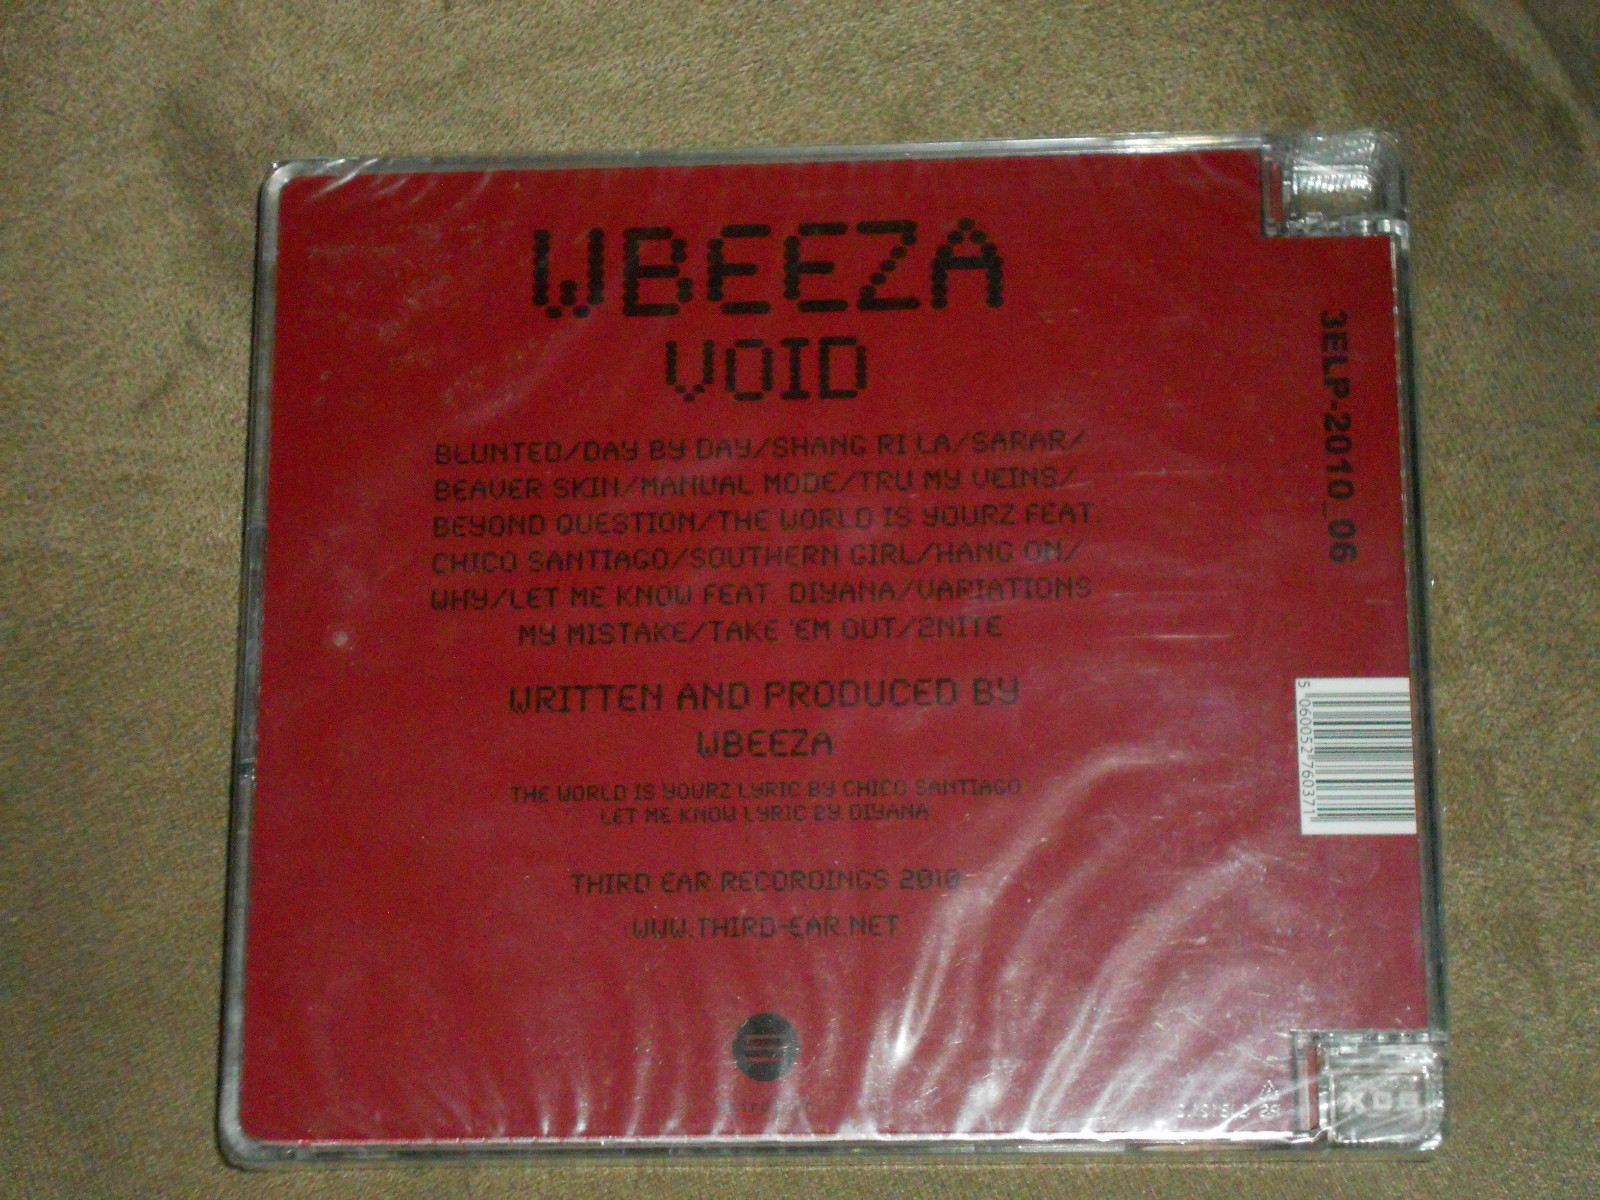 WBEEZA
VOID
BLUNTED/DAY BY DAY/SHANG RI LA/SARAR/
BEAVER SKIN/MANUAL MODE/TRU MY VEINS/
BEYOND QUESTION/THE WORLD IS YOURZ FEAT.
CHICO SANTIAGO/SOUTHERN GIRL/HANG ON/
WHY/LET ME KNOW FEAT. DIYANA/VARIATIONS
MY MISTAKE/TAKE 'EM OUT/2NITE
WRITTEN AND PRODUCED BY
WBEEZA
THE WORLD IS YOURZ LYRIC BY CHICO SANTIAGO
LET ME KNOW LYRIC BY DIYANA
THIRD EAR RECORDINGS 2010
WWW.THIRD-EAR.NET
3ELP-2010_06
5 060052 760371